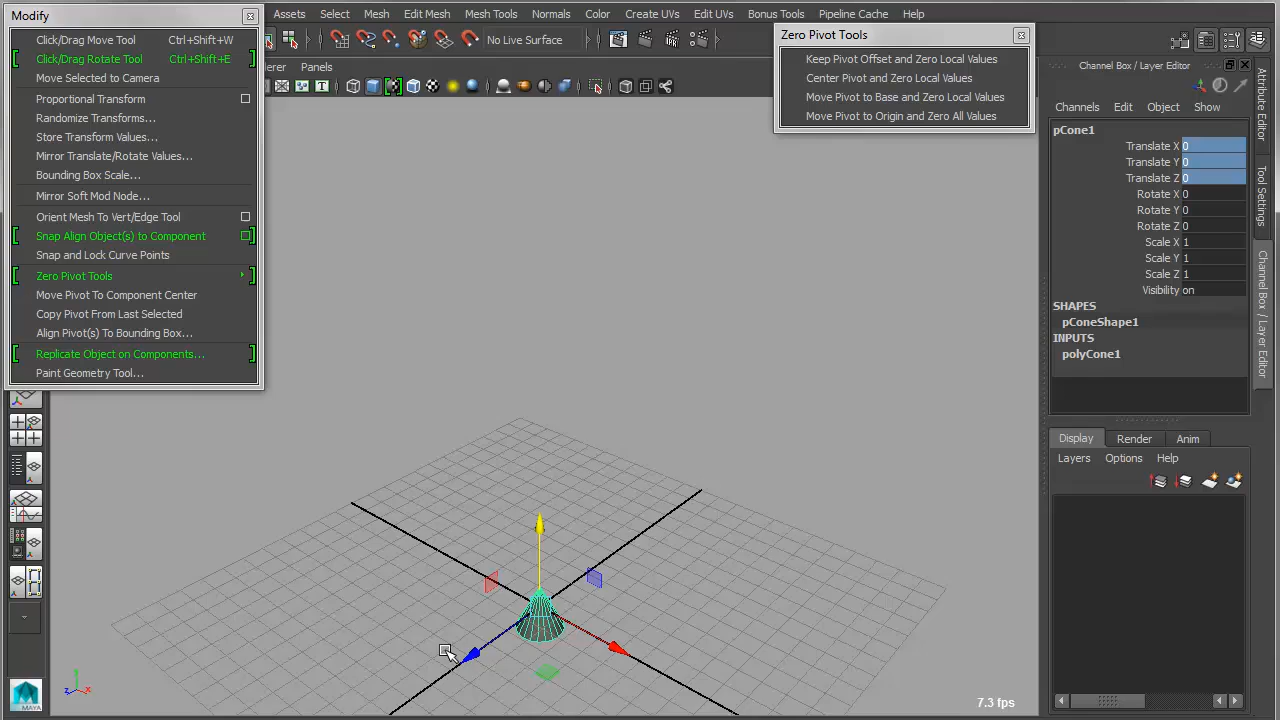 Modify
Assets Select Mesh Edit Mesh Mesh Tools Normals Color Create UVs Edit UVs Bonus Tools Pipeline Cache Help
Click/Drag Move Tool Ctrl+Shift+W
Click/Drag Rotate Tool Ctrl+Shift+E
Move Selected to Camera
Proportional Transform
Randomize Transforms...
Store Transform Values...
Mirror Translate/Rotate Values...
Bounding Box Scale...
Mirror Soft Mod Node...
Orient Mesh To Vert/Edge Tool
Snap Align Object(s) to Component
Snap and Lock Curve Points
Zero Pivot Tools
Move Pivot To Component Center
Copy Pivot From Last Selected
Align Pivot(s) To Bounding Box...
Replicate Object on Components...
Paint Geometry Tool...
No Live Surface
Panels
Zero Pivot Tools
Keep Pivot Offset and Zero Local Values
Center Pivot and Zero Local Values
Move Pivot to Base and Zero Local Values
Move Pivot to Origin and Zero All Values
Channel Box / Layer Editor
Channels Edit Object Show
pCone1
Translate X 0
Translate Y 0
Translate Z 0
Rotate X 0
Rotate Y 0
Rotate Z 0
Scale X 1
Scale Y 1
Scale Z 1
Visibility on
SHAPES
pConeShape1
INPUTS
polyCone1
Display Render Anim
Layers Options Help
Attribute Editor
Tool Settings
Channel Box / Layer Editor
7.3 fps
y
z
x
MAYA